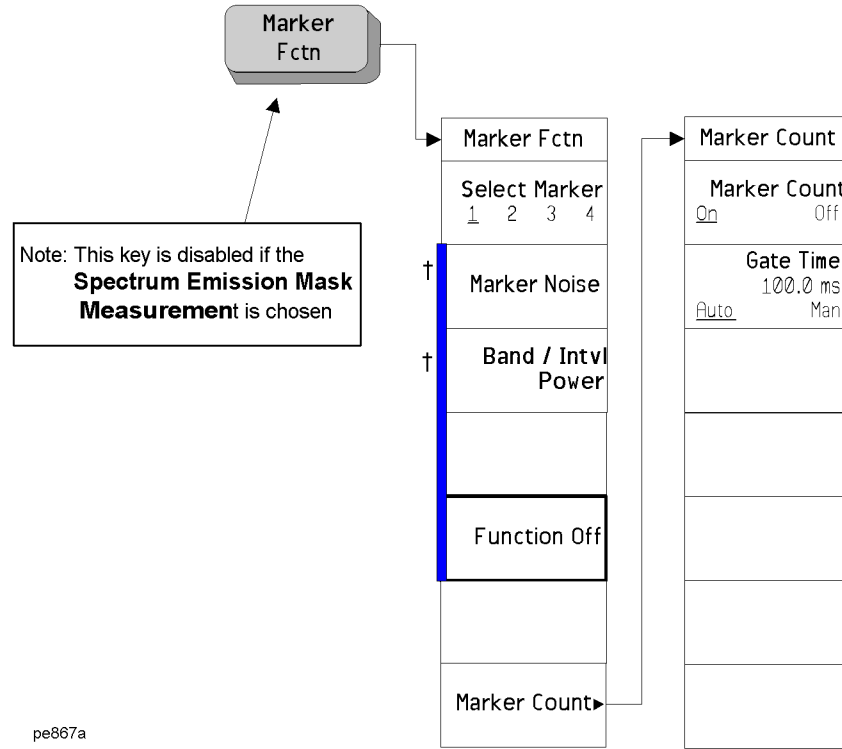 Marker
Fctn
Note: This key is disabled if the
Spectrum Emission Mask
Measurement is chosen
Marker Fctn
Select Marker
1 2 3 4
†
Marker Noise
†
Band / Intvl
Power
Function Off
Marker Count
Marker Count
Marker Count
On Off
Gate Time
100.0 ms
Auto Man
pe867a